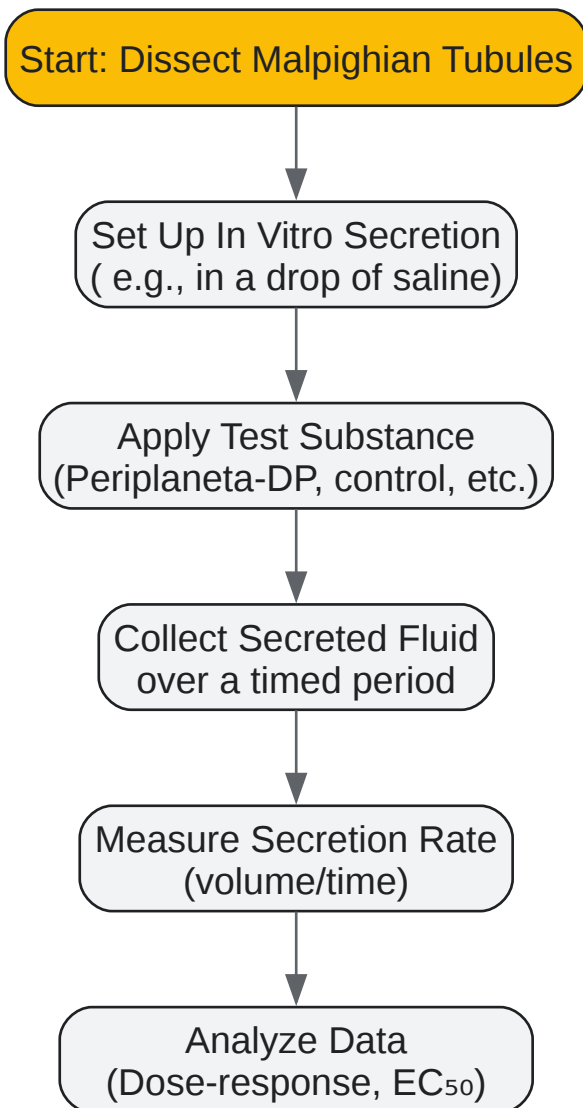 Start: Dissect Malpighian Tubules
Set Up In Vitro Secretion
( e.g., in a drop of saline)
Apply Test Substance
(Periplaneta-DP, control, etc.)
Collect Secreted Fluid
over a timed period
Measure Secretion Rate
(volume/time)
Analyze Data
(Dose-response, EC₅₀)